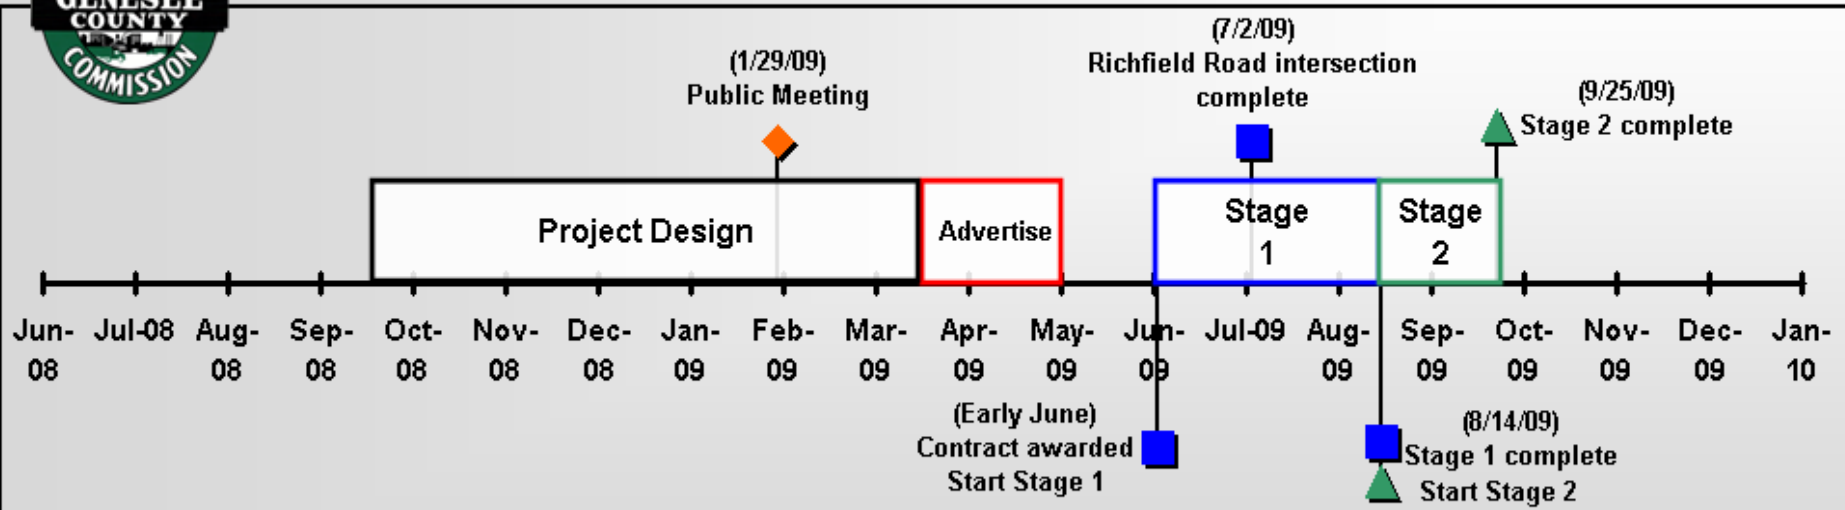 GENESEE
COUNTY
COMMISSION
(1/29/09)
Public Meeting
(7/2/09)
Richfield Road intersection
complete
(9/25/09)
Stage 2 complete
Project Design
Advertise
Stage
1
Stage
2
Jun-
08
Jul-08
Aug-
08
Sep-
08
Oct-
08
Nov-
08
Dec-
08
Jan-
09
Feb-
09
Mar-
09
Apr-
09
May-
09
Jun-
09
Jul-09
Aug-
09
Sep-
09
Oct-
09
Nov-
09
Dec-
09
Jan-
10
(Early June)
Contract awarded
Start Stage 1
(8/14/09)
Stage 1 complete
Start Stage 2